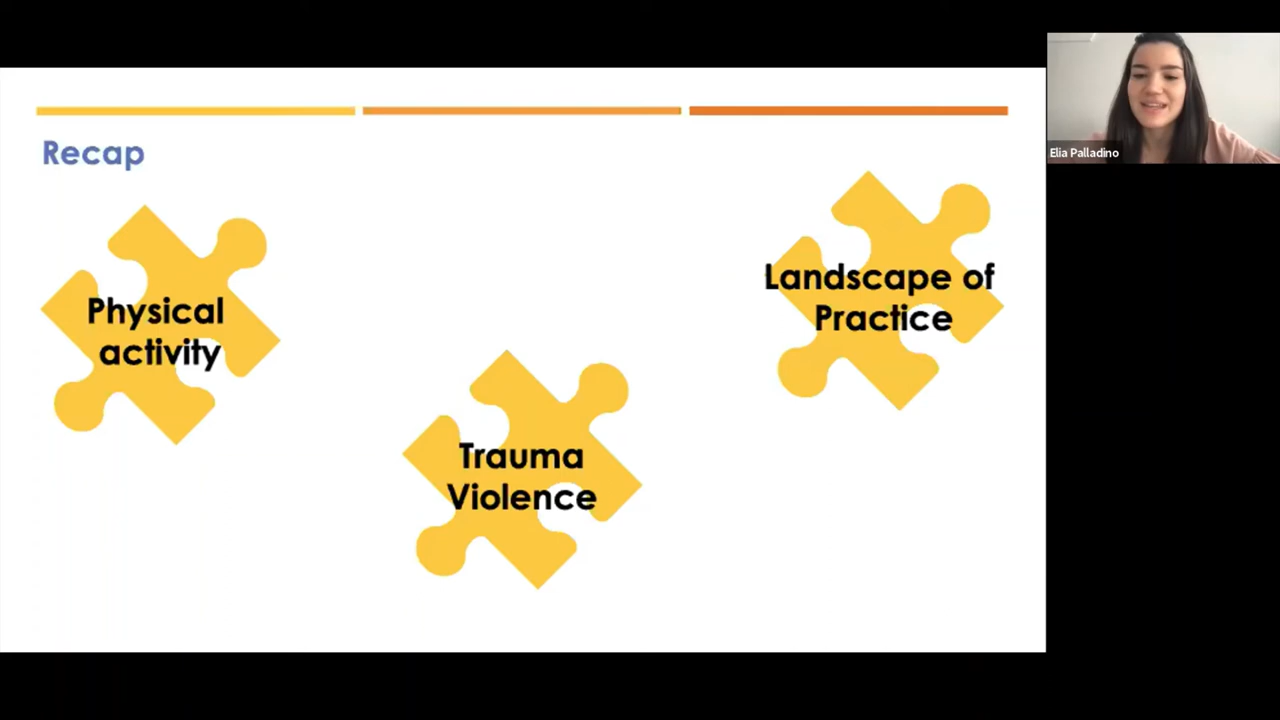 Recap
Physical
activity
Trauma
Violence
Landscape of
Practice
Elia Palladino